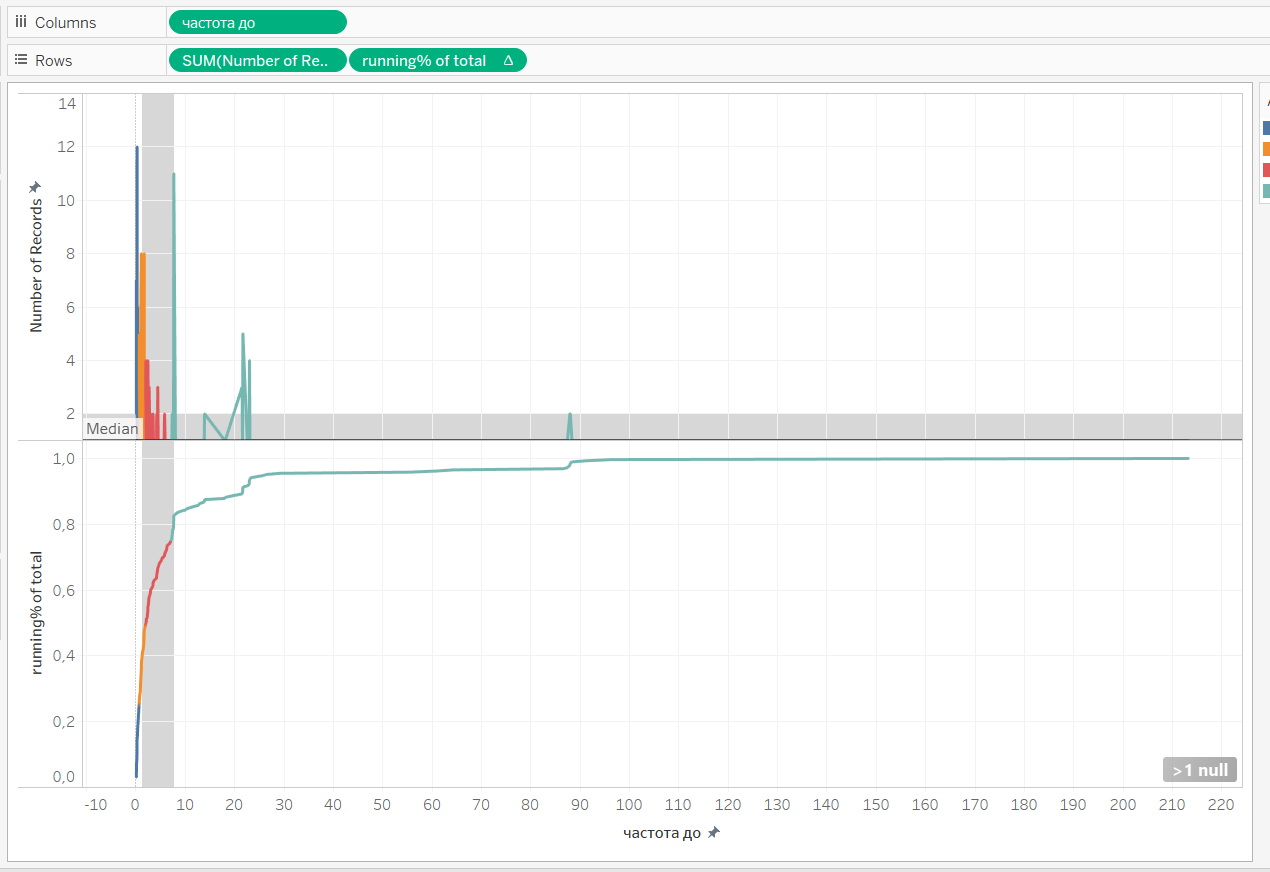 Columns
частота до
Rows
SUM(Number of Re..
running% of total Δ
14
12
10
8
6
4
2
Number of Records
Median
1,0
0,8
0,6
0,4
0,2
0,0
running% of total
>1 null
-10 0 10 20 30 40 50 60 70 80 90 100 110 120 130 140 150 160 170 180 190 200 210 220
частота до